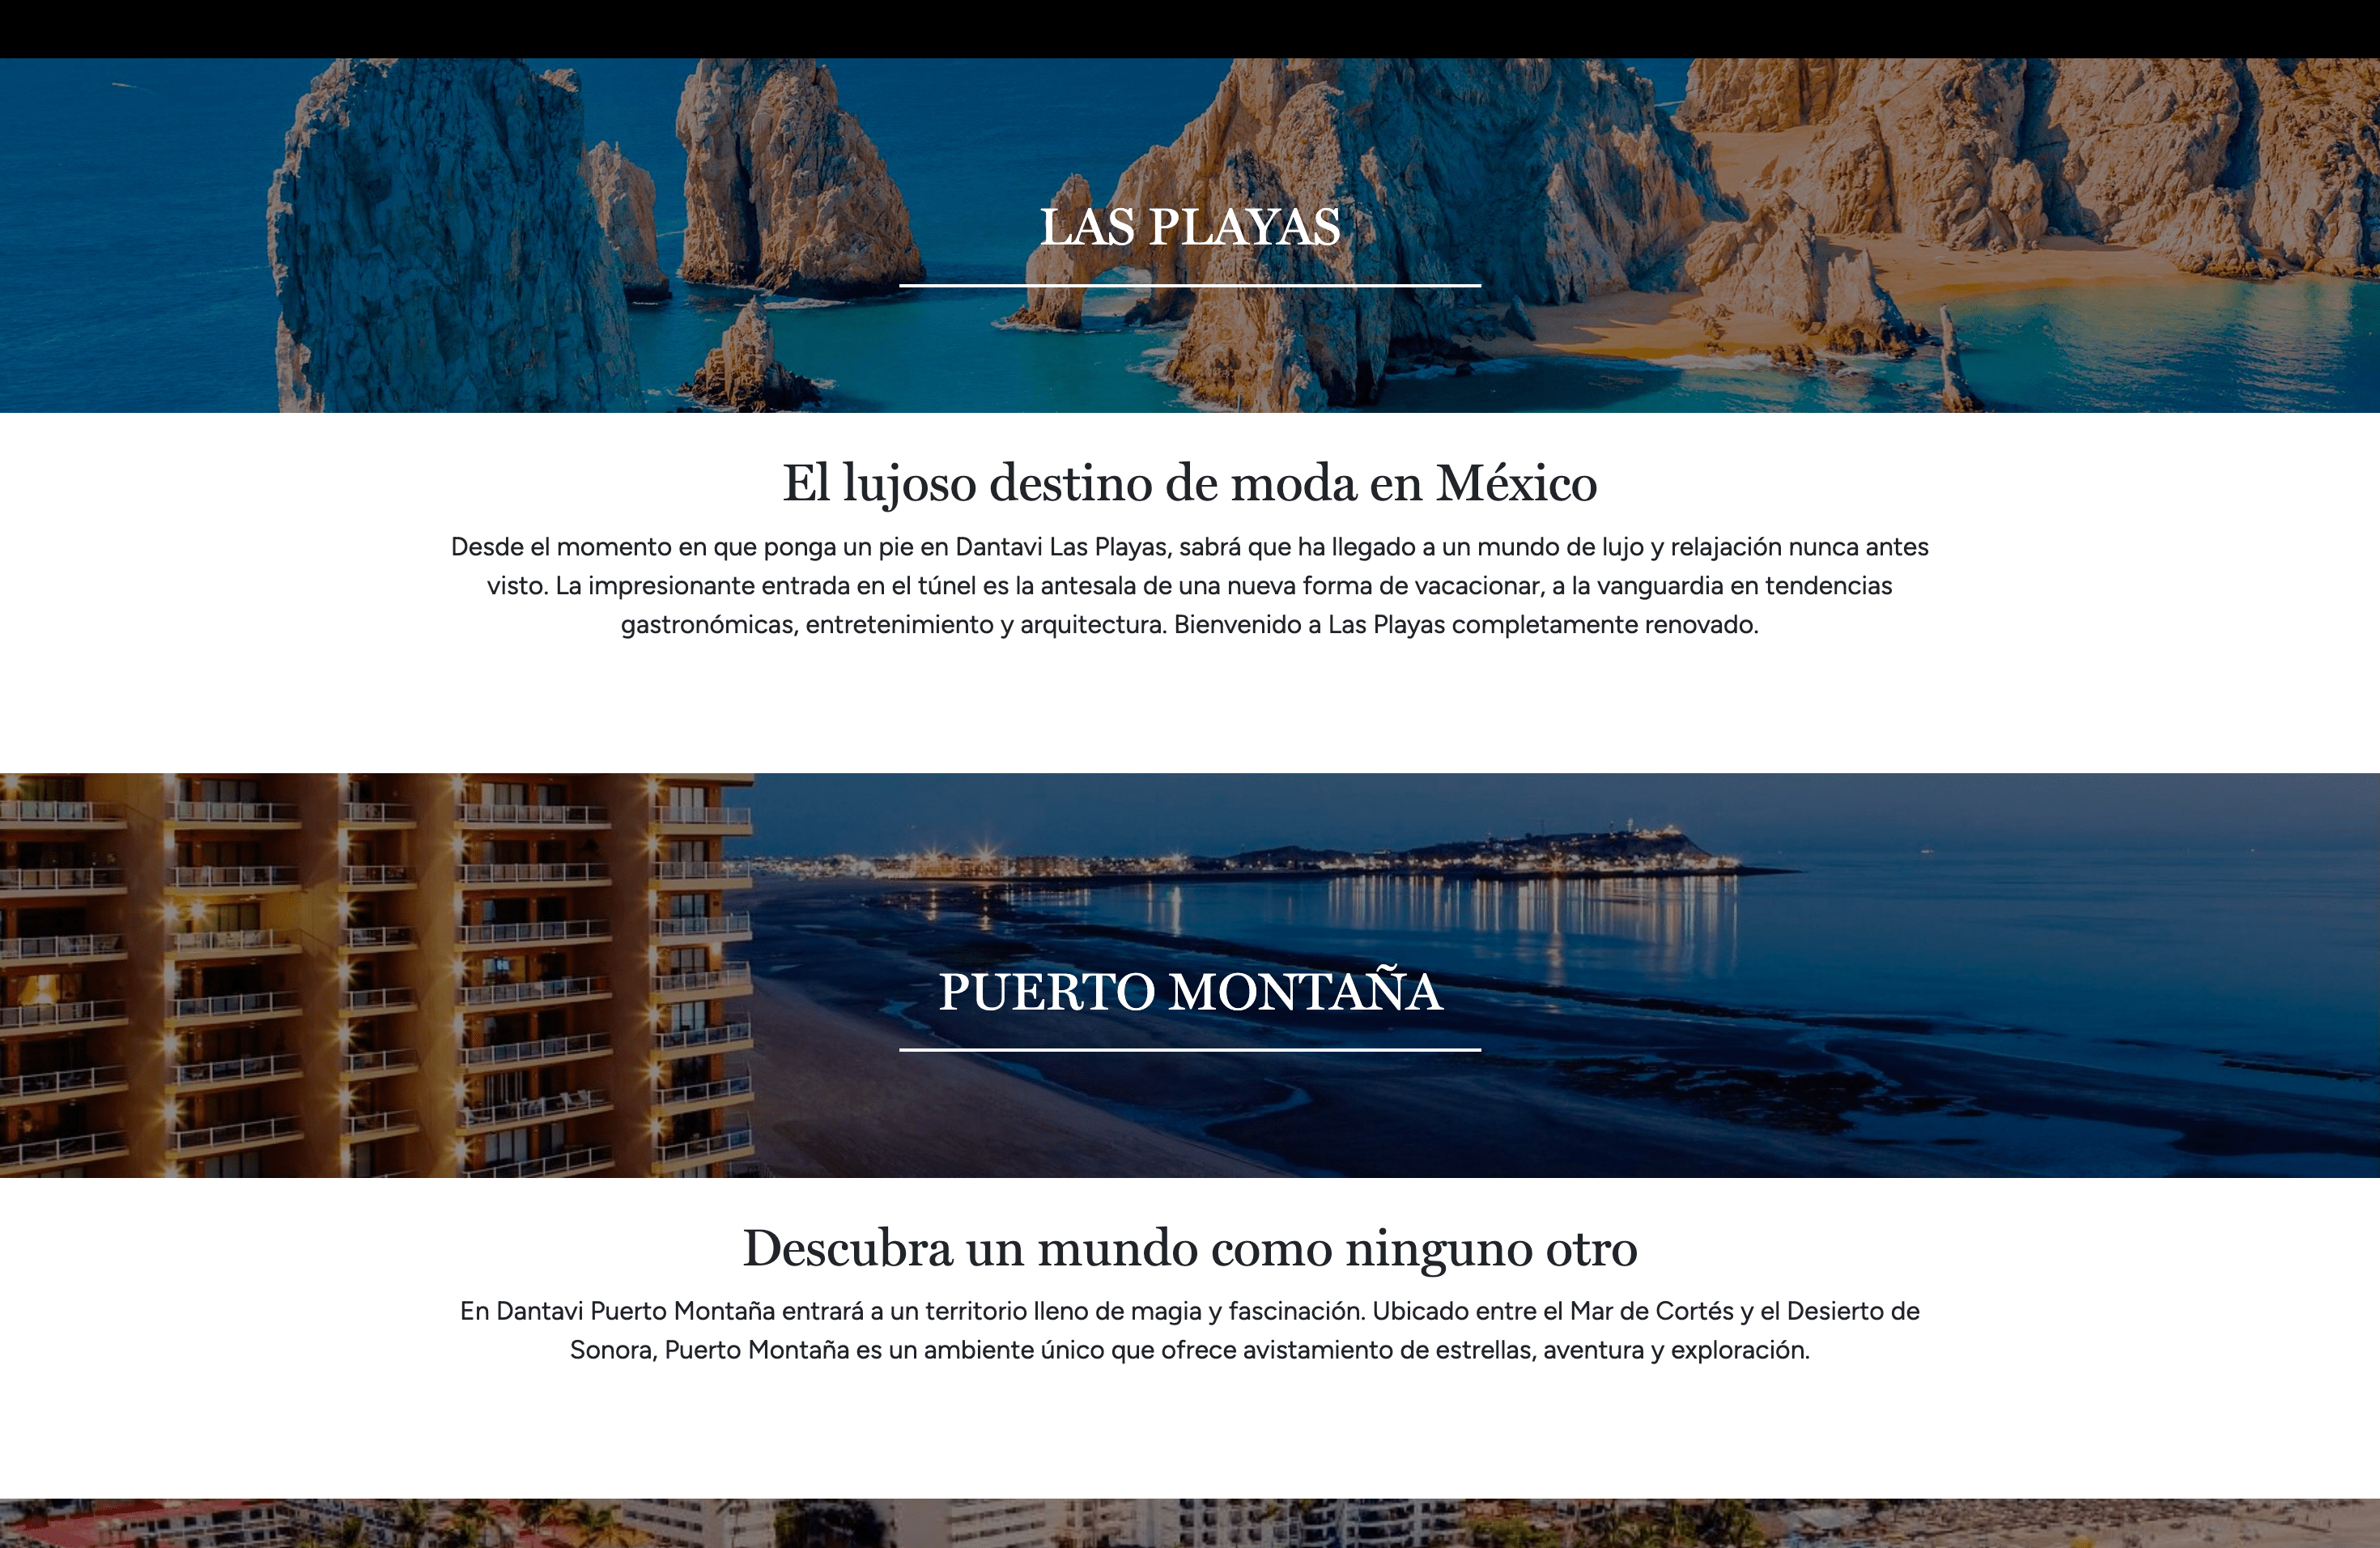 LAS PLAYAS
El lujoso destino de moda en México
Desde el momento en que ponga un pie en Dantavi Las Playas, sabrá que ha llegado a un mundo de lujo y relajación nunca antes
visto. La impresionante entrada en el túnel es la antesala de una nueva forma de vacacionar, a la vanguardia en tendencias
gastronómicas, entretenimiento y arquitectura. Bienvenido a Las Playas completamente renovado.
PUERTO MONTAÑA
Descubra un mundo como ninguno otro
En Dantavi Puerto Montaña entrará a un territorio lleno de magia y fascinación. Ubicado entre el Mar de Cortés y el Desierto de
Sonora, Puerto Montaña es un ambiente único que ofrece avistamiento de estrellas, aventura y exploración.